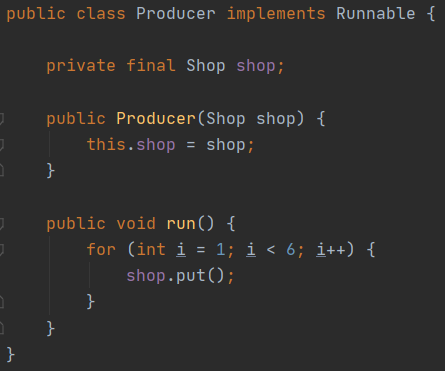 public class Producer implements Runnable {
private final Shop shop;
public Producer(Shop shop) {
this.shop = shop;
}
public void run() {
for (int i = 1; i < 6; i++) {
shop.put();
}
}
}